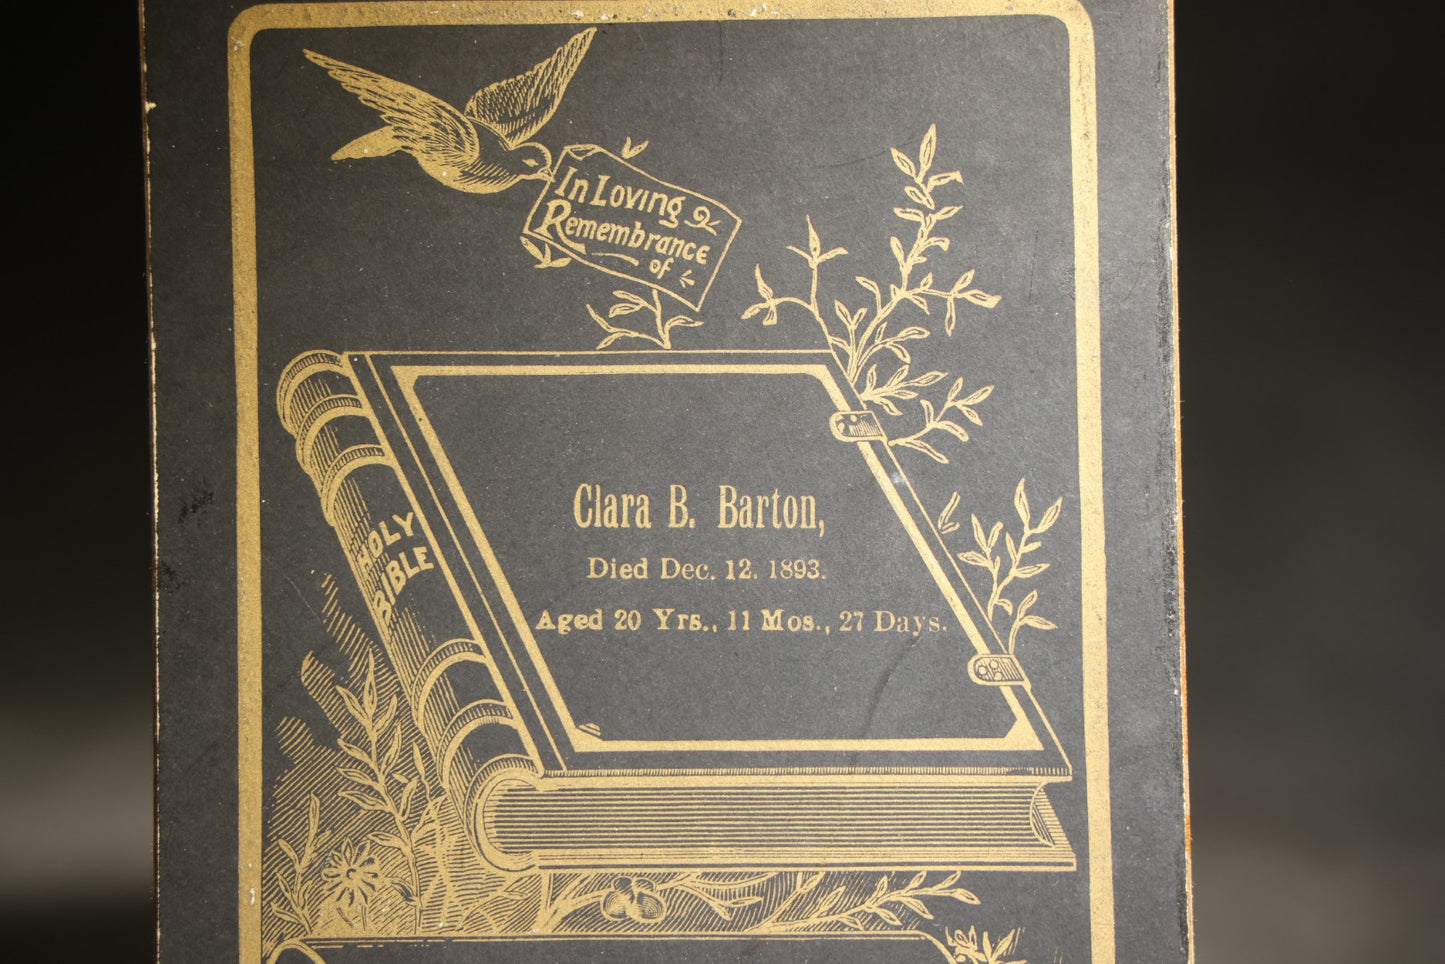 In Loving
Remembrance
of
HOLY
BIBLE
Clara B. Barton,
Died Dec. 12. 1893.
Aged 20 Yrs., 11 Mos., 27 Days.